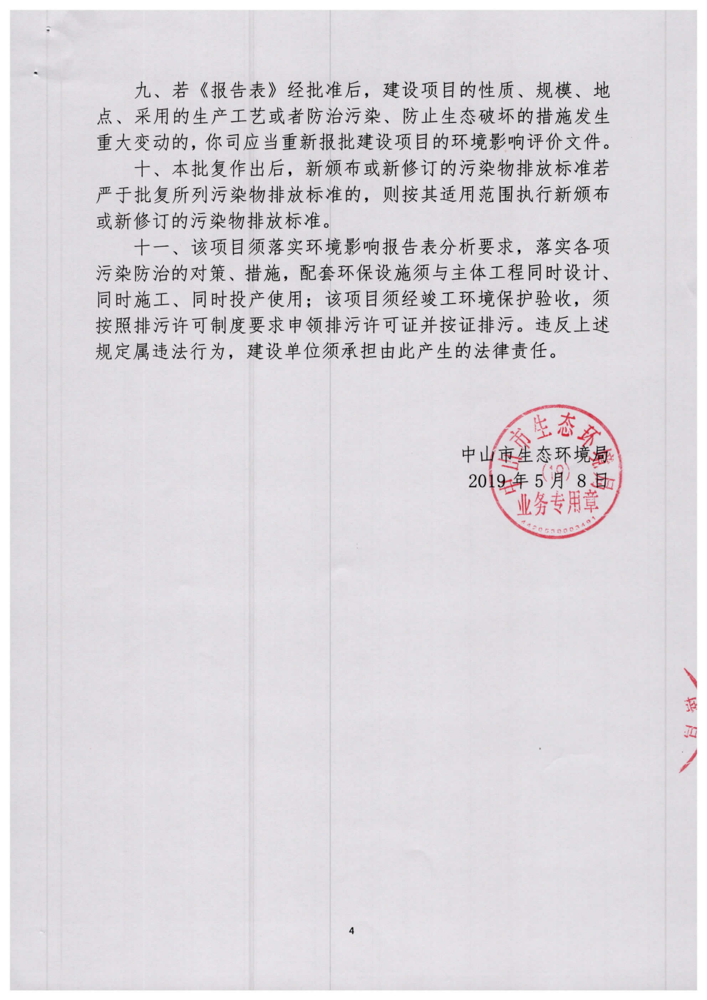 九、若《报告表》经批准后，建设项目的性质、规模、地
点、采用的生产工艺或者防治污染、防止生态破坏的措施发生
重大变动的，你司应当重新报批建设项目的环境影响评价文件。
十、本批复作出后，新颁布或新修订的污染物排放标准若
严于批复所列污染物排放标准的，则按其适用范围执行新颁布
或新修订的污染物排放标准。
十一、该项目须落实环境影响报告表分析要求，落实各项
污染防治的对策、措施，配套环保设施须与主体工程同时设计、
同时施工、同时投产使用；该项目须经竣工环境保护验收，须
按照排污许可制度要求申领排污许可证并按证排污。违反上述
规定属违法行为，建设单位须承担由此产生的法律责任。
中山市生态环境局
2019年5月8日
中山市生态环境局
(19)
业务专用章
4